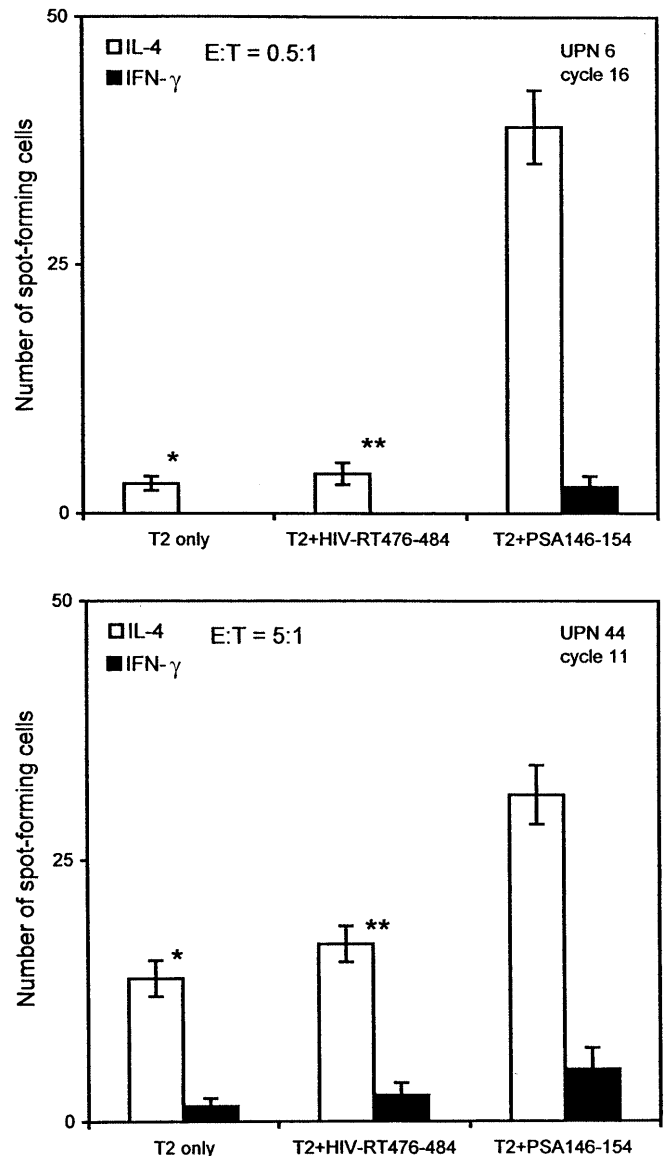 50
IL-4
E:T = 0.5:1
UPN 6
IFN-γ
cycle 16
Number of spot-forming cells
25
*
**
0
T2 only
T2+HIV-RT476-484
T2+PSA146-154
50
IL-4
E:T = 5:1
UPN 44
IFN-γ
cycle 11
Number of spot-forming cells
25
*
**
0
T2 only
T2+HIV-RT476-484
T2+PSA146-154